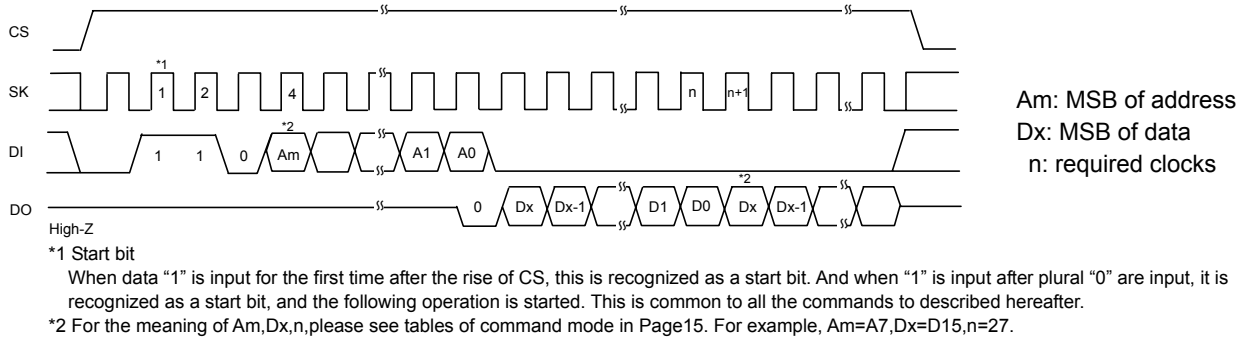 CS
*1
SK 1 2 4 n n+1
*2
DI 1 1 0 Am A1 A0
*2
DO 0 Dx Dx-1 D1 D0 Dx Dx-1
High-Z
Am: MSB of address
Dx: MSB of data
n: required clocks
*1 Start bit
When data “1” is input for the first time after the rise of CS, this is recognized as a start bit. And when “1” is input after plural “0” are input, it is
recognized as a start bit, and the following operation is started. This is common to all the commands to described hereafter.
*2 For the meaning of Am,Dx,n,please see tables of command mode in Page15. For example, Am=A7,Dx=D15,n=27.